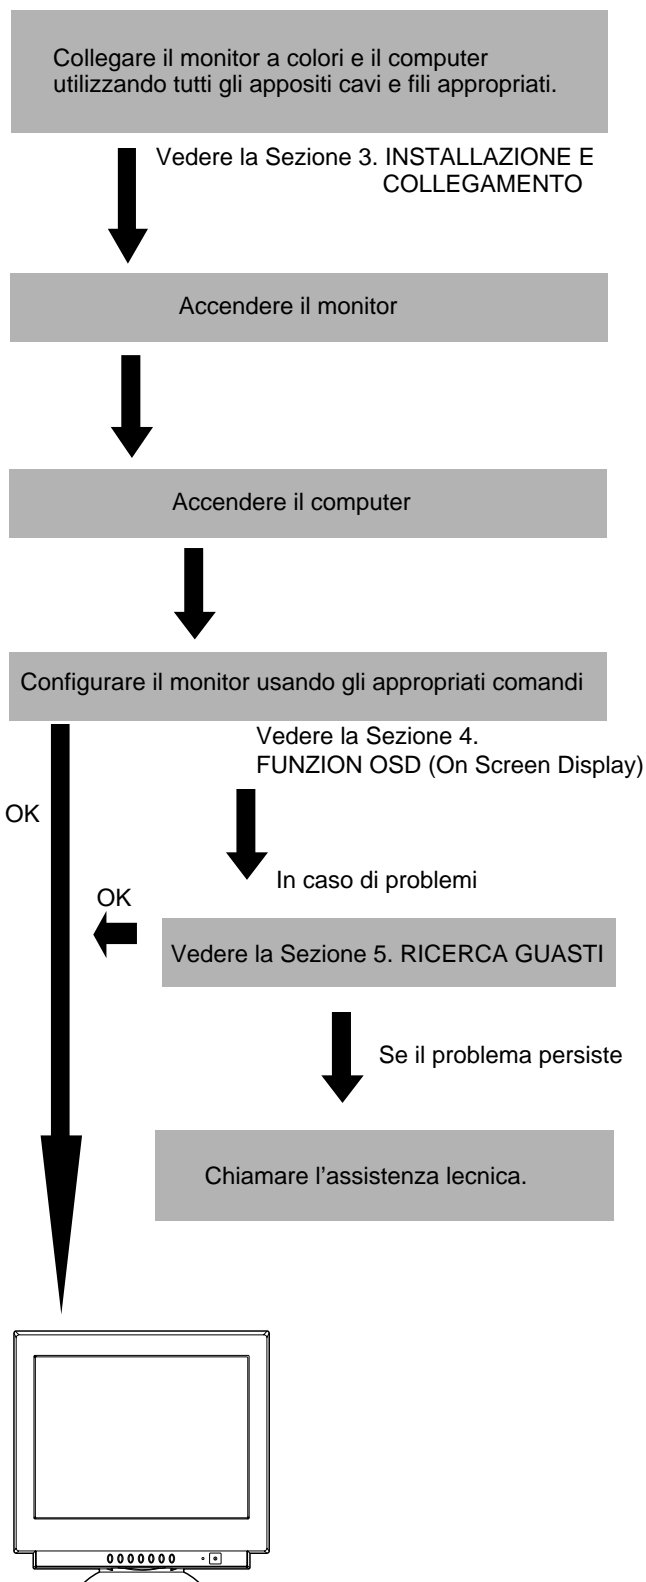 Collegare il monitor a colori e il computer
utilizzando tutti gli appositi cavi e fili appropriati.
Vedere la Sezione 3. INSTALLAZIONE E
COLLEGAMENTO
Accendere il monitor
Accendere il computer
Configurare il monitor usando gli appropriati comandi
Vedere la Sezione 4.
FUNZION OSD (On Screen Display)
OK
In caso di problemi
OK
Vedere la Sezione 5. RICERCA GUASTI
Se il problema persiste
Chiamare l’assistenza lecnica.